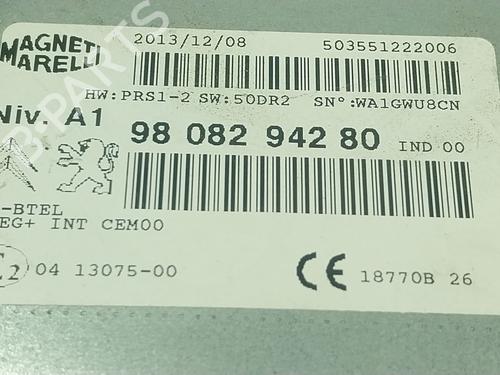 MAGNETI MARELLI
2013/12/08 503551222006
HW:PRS1-2 SW:50DR2 SN°:WA1GWU8CN
Niv. A1 98 082 942 80 IND 00
-BTEL
EG+ INT CEM00
04 13075-00 CE 18770B 26